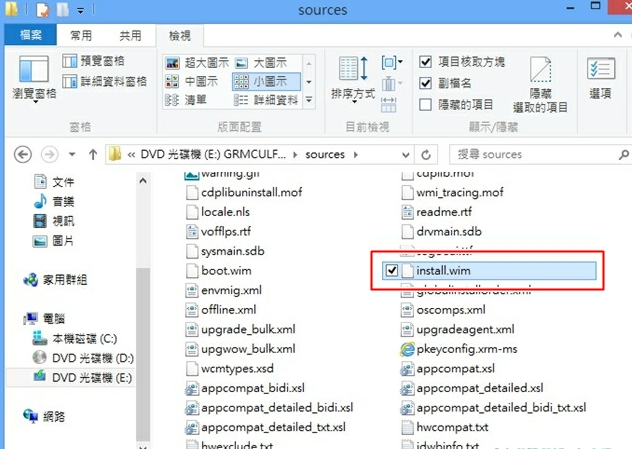 sources
檔案 常用 共用 檢視
瀏覽窗格
預覽窗格
詳細資料窗格
窗格
超大圖示 大圖示
中圖示 小圖示
清單 詳細資料
版面配置
排序方式
目前檢視
項目核取方塊
副檔名
隱藏的項目
隱藏
選取的項目
顯示/隱藏
選項
« DVD 光碟機 (E:) GRMCULF... sources
搜尋 sources
文件
音樂
視訊
圖片
家用群組
電腦
本機磁碟 (C:)
DVD 光碟機 (D:)
DVD 光碟機 (E:)
網路
warning.gif
cdplibuninstall.mof
locale.nls
vofflps.rtf
sysmain.sdb
boot.wim
envmig.xml
offline.xml
upgrade_bulk.xml
upgwow_bulk.xml
wcmtypes.xsd
appcompat_bidi.xsl
appcompat_detailed_bidi.xsl
appcompat_detailed_txt.xsl
hwexclude.txt
cdplib.mof
wmi_tracing.mof
readme.rtf
drvmain.sdb
segoeui.ttf
install.wim
globalinstallorder.xml
oscomps.xml
upgradeagent.xml
pkeyconfig.xrm-ms
appcompat.xsl
appcompat_detailed.xsl
appcompat_detailed_bidi_txt.xsl
hwcompat.txt
idwbinfo.txt